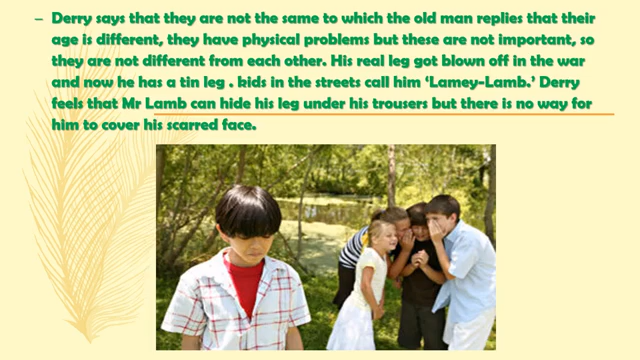 – Derry says that they are not the same to which the old man replies that their
age is different, they have physical problems but these are not important, so
they are not different from each other. His real leg got blown off in the war
and now he has a tin leg . kids in the streets call him ‘Lamey-Lamb.’ Derry
feels that Mr Lamb can hide his leg under his trousers but there is no way for
him to cover his scarred face.